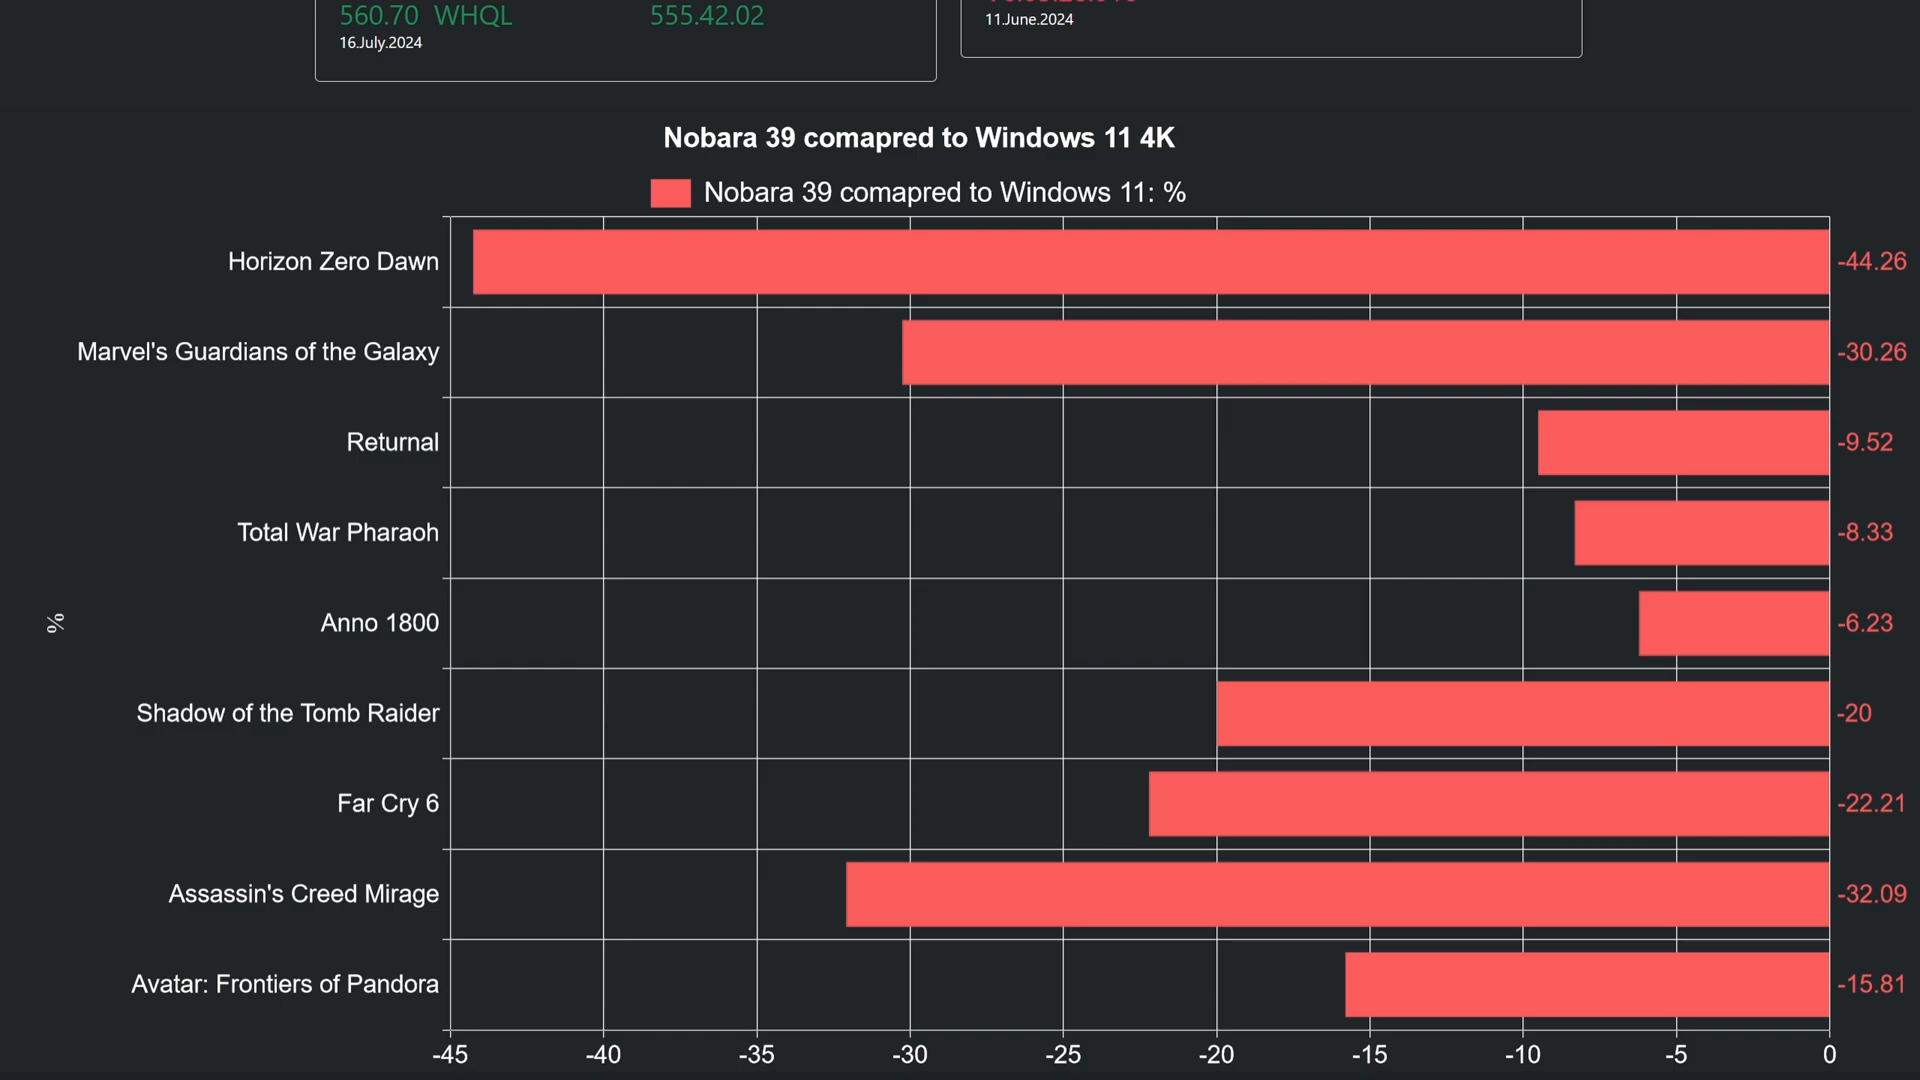 560.70 WHQL 555.42.02
16.July.2024
11.June.2024
Nobara 39 comapred to Windows 11 4K
Nobara 39 comapred to Windows 11: %
Horizon Zero Dawn -44.26
Marvel's Guardians of the Galaxy -30.26
Returnal -9.52
Total War Pharaoh -8.33
%
Anno 1800 -6.23
Shadow of the Tomb Raider -20
Far Cry 6 -22.21
Assassin's Creed Mirage -32.09
Avatar: Frontiers of Pandora -15.81
-45 -40 -35 -30 -25 -20 -15 -10 -5 0